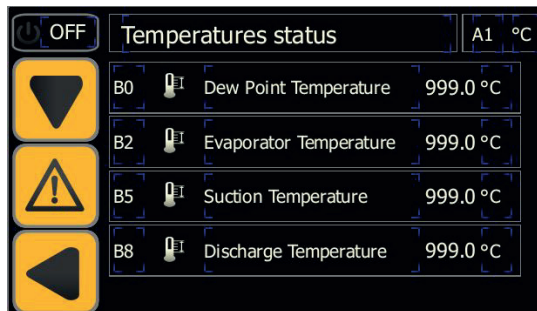 OFF Temperatures status A1 °C
B0 Dew Point Temperature 999.0 °C
B2 Evaporator Temperature 999.0 °C
B5 Suction Temperature 999.0 °C
B8 Discharge Temperature 999.0 °C